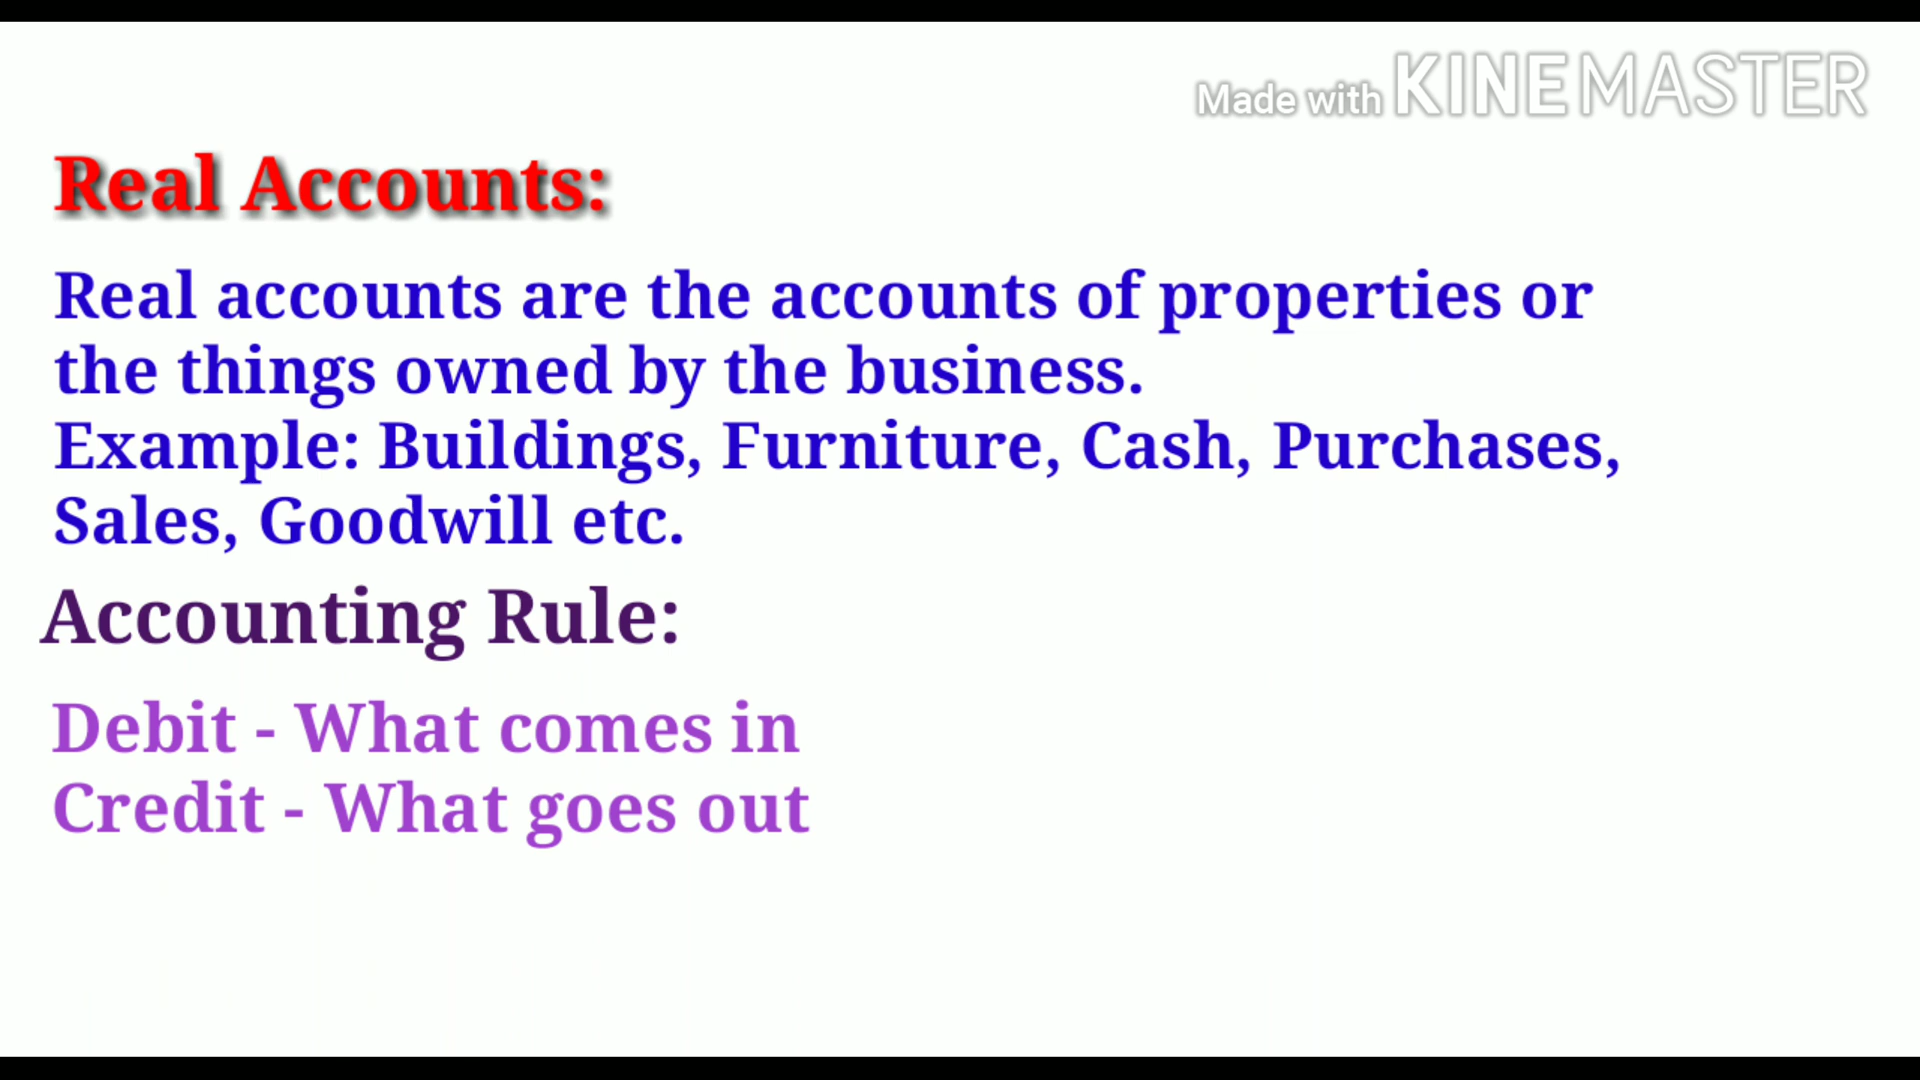 Made with KINEMASTER
Real Accounts:
Real accounts are the accounts of properties or
the things owned by the business.
Example: Buildings, Furniture, Cash, Purchases,
Sales, Goodwill etc.
Accounting Rule:
Debit - What comes in
Credit - What goes out